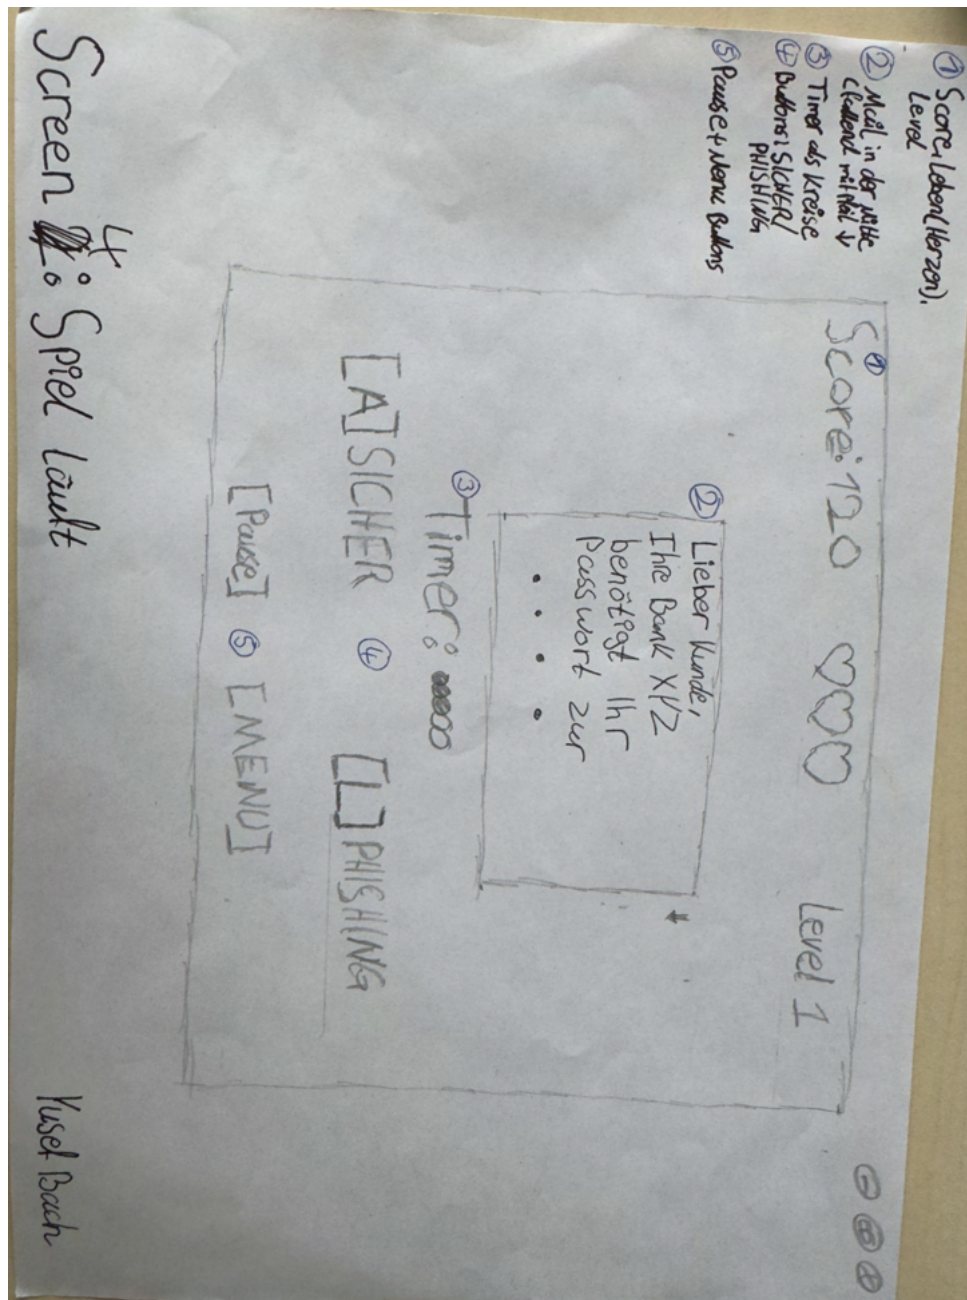 ① Score, Leben (Herzen),
Level
② Mail in der Mitte
(fallend mit Pfeil ↓
③ Timer als Kreise
④ Buttons: SICHER/
PHISHING
⑤ Pause + Menu Buttons
①
Score: 120 ♡♡♡ Level 1
②
Lieber Kunde,
Ihre Bank XYZ
benötigt Ihr
Passwort zur
. . . .
③
Timer:
[A] SICHER ④ [L] PHISHING
[Pause] ⑤ [MENU]
Screen 4: Spiel läuft
Yusef Bach